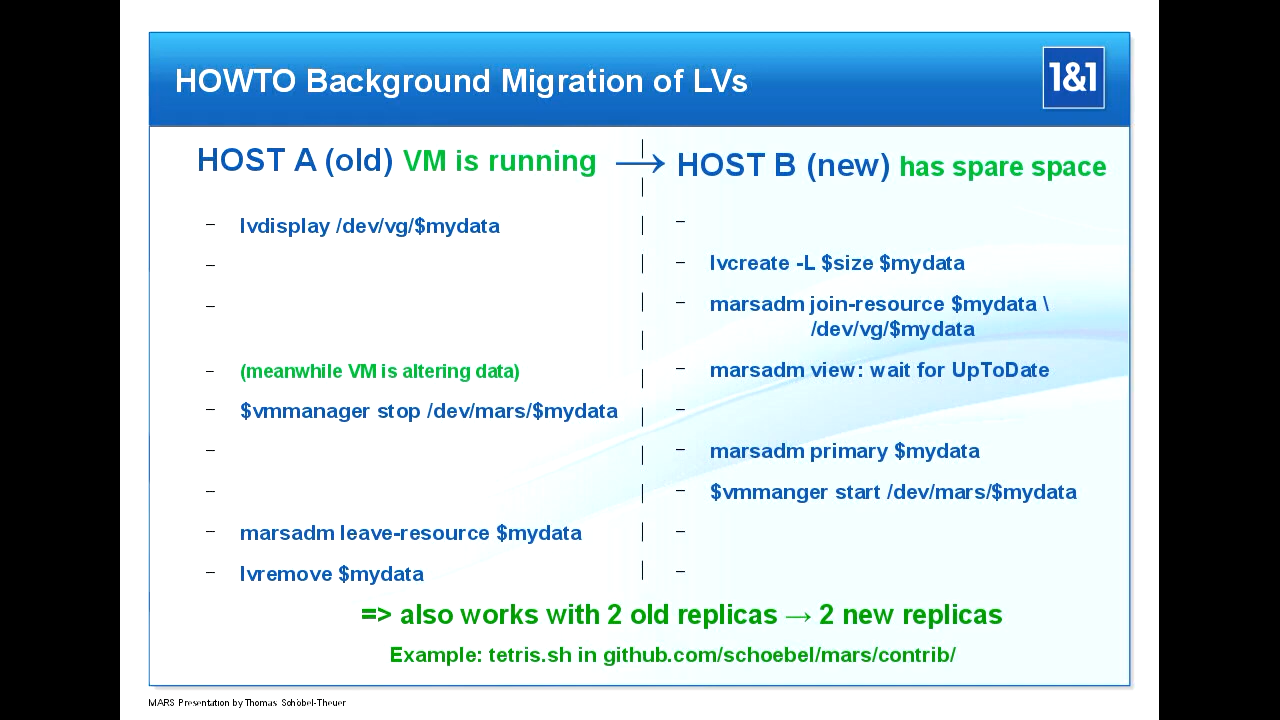 HOWTO Background Migration of LVs
1&1
HOST A (old) VM is running → HOST B (new) has spare space
– lvdisplay /dev/vg/$mydata
–
–
– (meanwhile VM is altering data)
– $vmmanager stop /dev/mars/$mydata
–
–
– marsadm leave-resource $mydata
– lvremove $mydata
–
– lvcreate -L $size $mydata
– marsadm join-resource $mydata \
/dev/vg/$mydata
– marsadm view: wait for UpToDate
–
– marsadm primary $mydata
– $vmmanger start /dev/mars/$mydata
–
–
=> also works with 2 old replicas → 2 new replicas
Example: tetris.sh in github.com/schoebel/mars/contrib/
MARS Presentation by Thomas Schöbel-Theuer